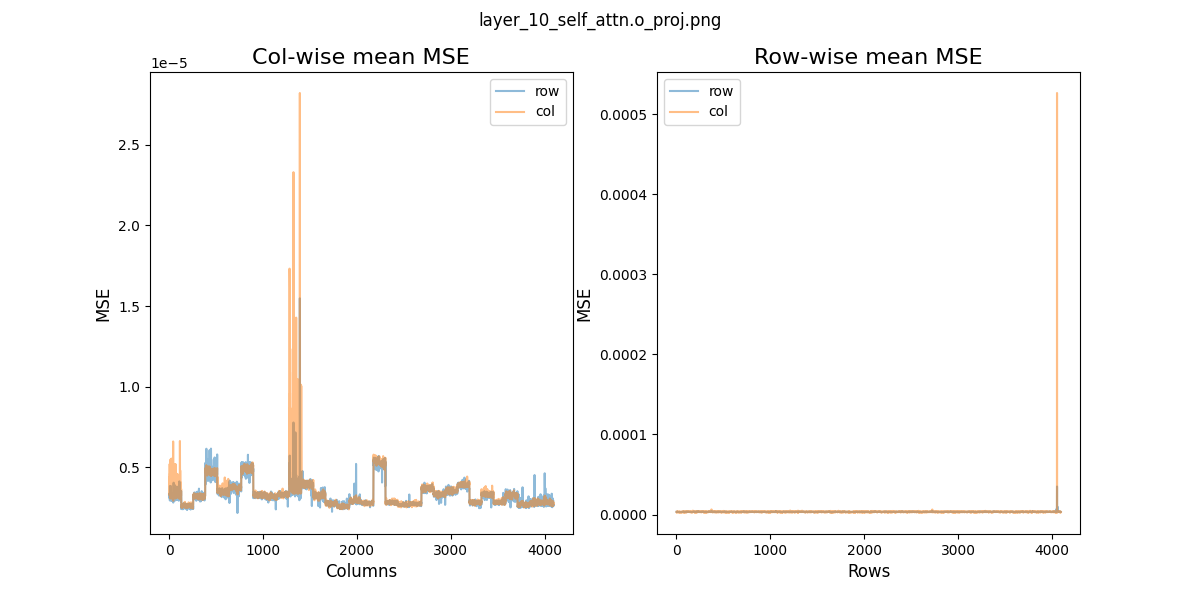 layer_10_self_attn.o_proj.png
Col-wise mean MSE
1e−5
row
col
2.5
2.0
1.5
1.0
0.5
MSE
0
1000
2000
3000
4000
Columns
Row-wise mean MSE
row
col
0.0005
0.0004
0.0003
0.0002
0.0001
0.0000
MSE
0
1000
2000
3000
4000
Rows